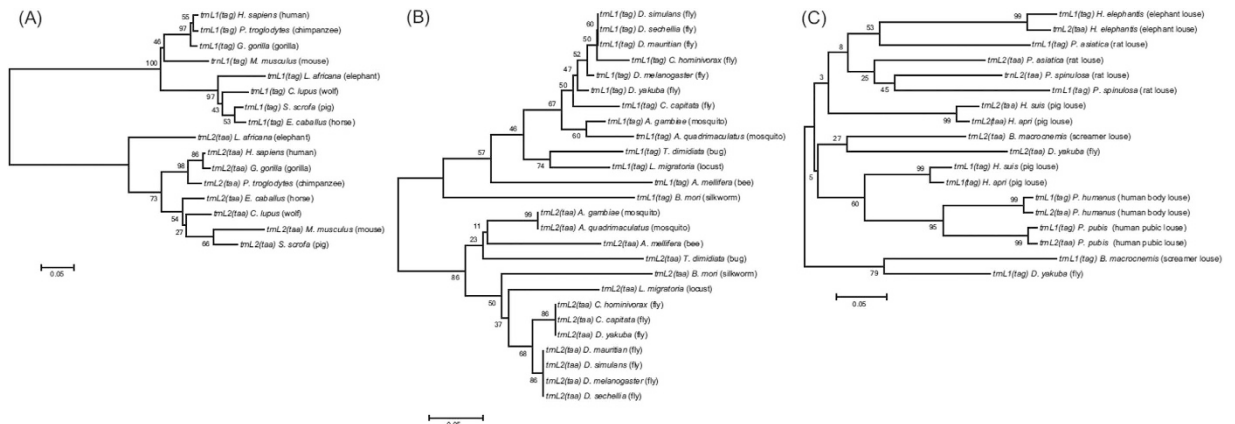 (A)
55
trnL1(tag) H. sapiens (human)
97
trnL1(tag) P. troglodytes (chimpanzee)
46
trnL1(tag) G. gorilla (gorilla)
100
trnL1(tag) M. musculus (mouse)
trnL1(tag) L. africana (elephant)
97
trnL1(tag) C. lupus (wolf)
43
trnL1(tag) S. scrofa (pig)
53
trnL1(tag) E. caballus (horse)
trnL2(taa) L. africana (elephant)
86
trnL2(taa) H. sapiens (human)
98
trnL2(taa) G. gorilla (gorilla)
trnL2(taa) P. troglodytes (chimpanzee)
73
trnL2(taa) E. caballus (horse)
54
trnL2(taa) C. lupus (wolf)
27
trnL2(taa) M. musculus (mouse)
66
trnL2(taa) S. scrofa (pig)
0.05
(B)
trnL1(tag) D. simulans (fly)
60
trnL1(tag) D. sechellia (fly)
50
trnL1(tag) D. mauritian (fly)
52
trnL1(tag) C. hominivorax (fly)
47
trnL1(tag) D. melanogaster (fly)
50
trnL1(tag) D. yakuba (fly)
67
trnL1(tag) C. capitata (fly)
trnL1(tag) A. gambiae (mosquito)
46
60
trnL1(tag) A. quadrimaculatus (mosquito)
57
trnL1(tag) T. dimidiata (bug)
74
trnL1(tag) L. migratoria (locust)
trnL1(tag) A. mellifera (bee)
trnL1(tag) B. mori (silkworm)
99
trnL2(taa) A. gambiae (mosquito)
11
trnL2(taa) A. quadrimaculatus (mosquito)
23
trnL2(taa) A. mellifera (bee)
trnL2(taa) T. dimidiata (bug)
86
trnL2(taa) B. mori (silkworm)
50
trnL2(taa) L. migratoria (locust)
37
trnL2(taa) C. hominivorax (fly)
86
trnL2(taa) C. capitata (fly)
trnL2(taa) D. yakuba (fly)
68
trnL2(taa) D. mauritian (fly)
trnL2(taa) D. simulans (fly)
86
trnL2(taa) D. melanogaster (fly)
trnL2(taa) D. sechellia (fly)
0.05
(C)
99
trnL1(tag) H. elephantis (elephant louse)
53
trnL2(taa) H. elephantis (elephant louse)
8
trnL1(tag) P. asiatica (rat louse)
trnL2(taa) P. asiatica (rat louse)
25
trnL2(taa) P. spinulosa (rat louse)
3
45
trnL1(tag) P. spinulosa (rat louse)
trnL2(taa) H. suis (pig louse)
99
trnL2(taa) H. apri (pig louse)
27
trnL2(taa) B. macrocnemis (screamer louse)
trnL2(taa) D. yakuba (fly)
5
trnL1(tag) H. suis (pig louse)
99
trnL1(tag) H. apri (pig louse)
60
99
trnL1(tag) P. humanus (human body louse)
trnL2(taa) P. humanus (human body louse)
95
trnL1(tag) P. pubis (human pubic louse)
99
trnL2(taa) P. pubis (human pubic louse)
trnL1(tag) B. macrocnemis (screamer louse)
79
trnL1(tag) D. yakuba (fly)
0.05